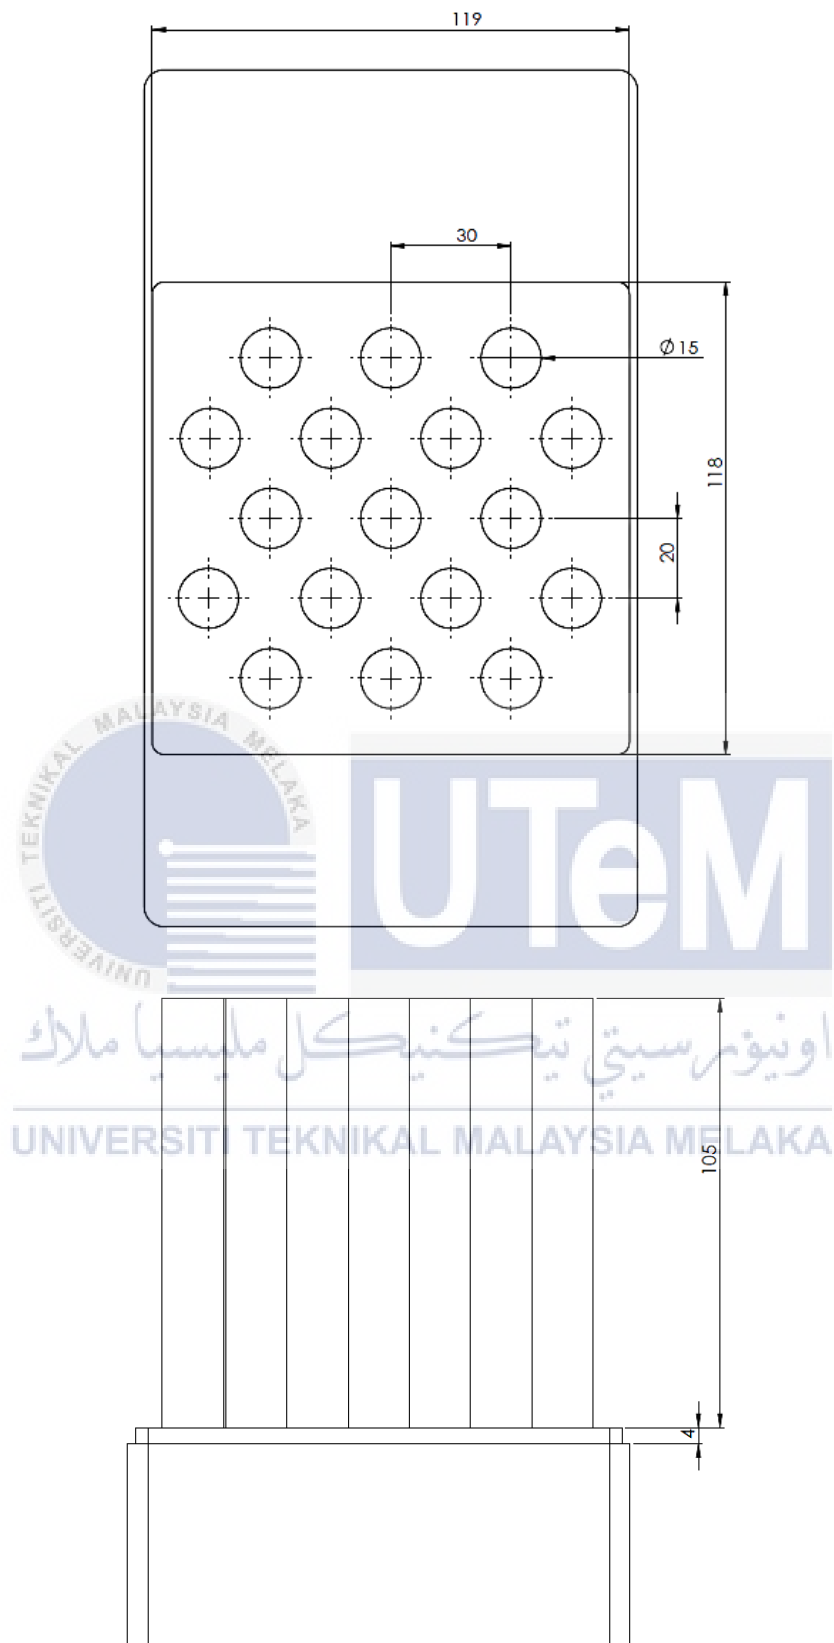 119
30
Ø15
118
20
UNIVERSITI TEKNIKAL MALAYSIA MELAKA
UTeM
اونيۏرسيتي تيكنيكل مليسيا ملاك
UNIVERSITI TEKNIKAL MALAYSIA MELAKA
105
4